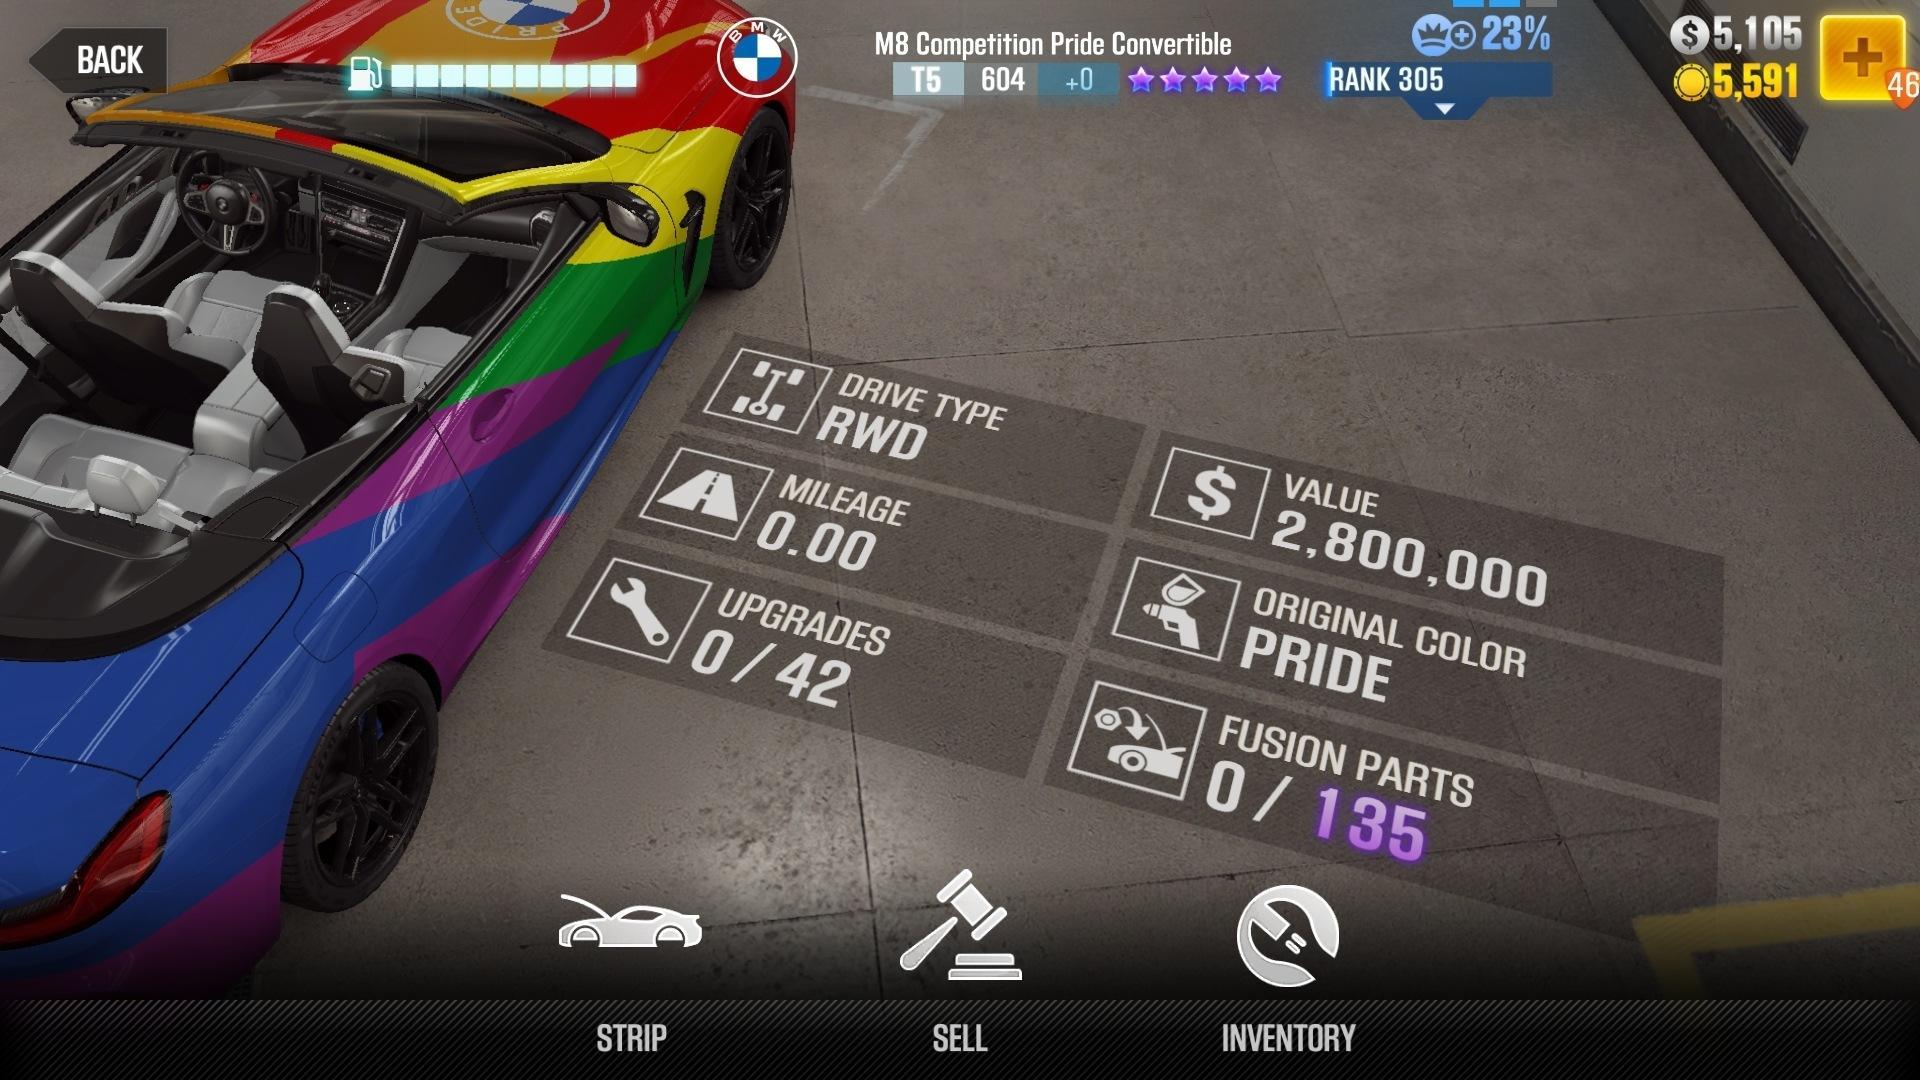 BACK
BMW
M8 Competition Pride Convertible
T5 604 +0
23%
RANK 305
5,105
5,591
46
PRIDE
DRIVE TYPE
RWD
MILEAGE
0.00
UPGRADES
0/42
VALUE
2,800,000
ORIGINAL COLOR
PRIDE
FUSION PARTS
0/ 135
STRIP
SELL
INVENTORY